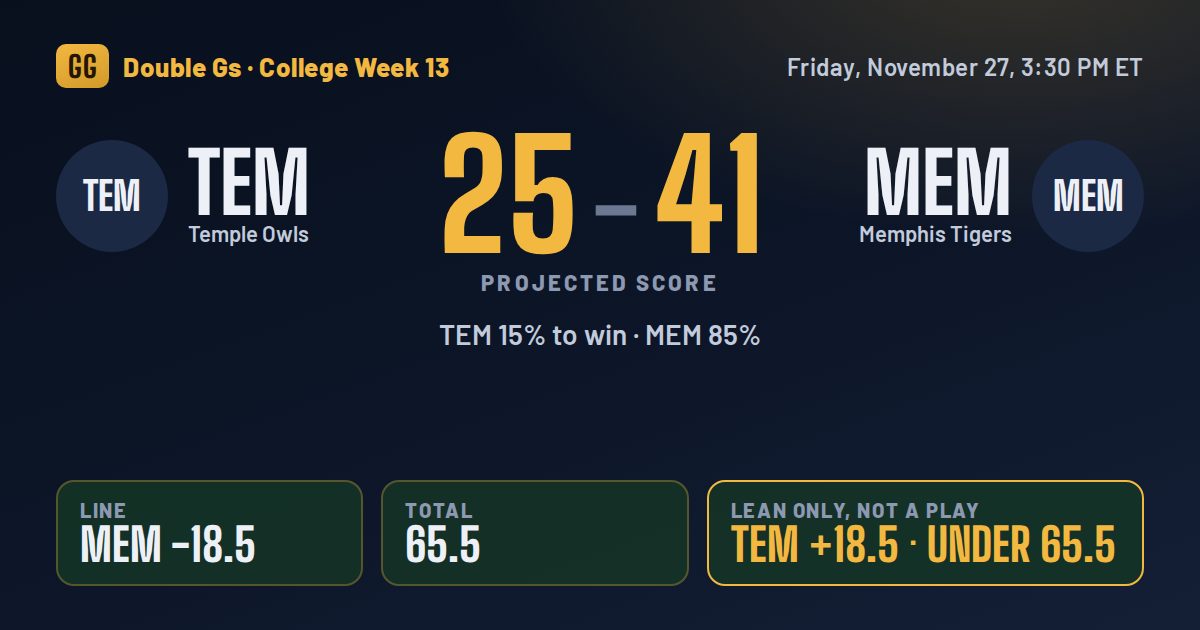 GG Double Gs · College Week 13
Friday, November 27, 3:30 PM ET
TEM
TEM
Temple Owls
25 – 41
PROJECTED SCORE
TEM 15% to win · MEM 85%
MEM
Memphis Tigers
MEM
LINE
MEM −18.5
TOTAL
65.5
LEAN ONLY, NOT A PLAY
TEM +18.5 · UNDER 65.5